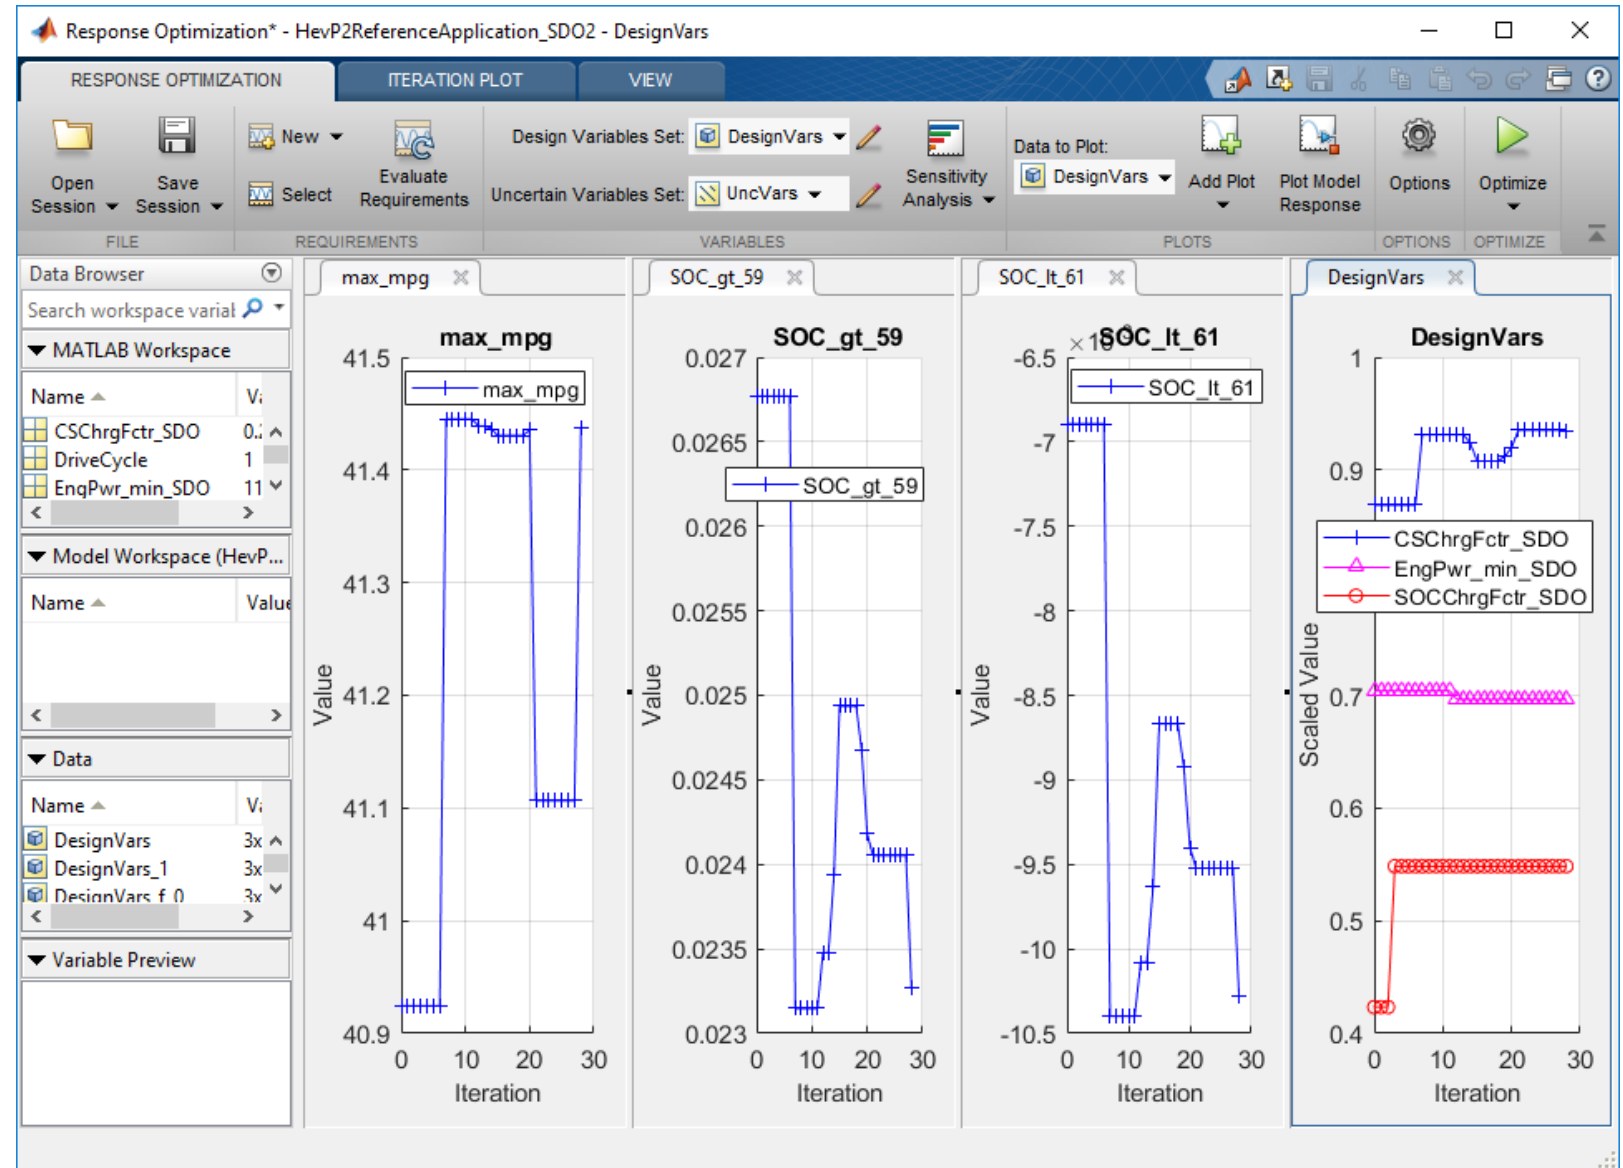 Response Optimization* - HevP2ReferenceApplication_SDO2 - DesignVars
RESPONSE OPTIMIZATION
ITERATION PLOT
VIEW
Open Session
Save Session
New
Select
Evaluate Requirements
Design Variables Set: DesignVars
Uncertain Variables Set: UncVars
Sensitivity Analysis
Data to Plot:
DesignVars
Add Plot
Plot Model Response
Options
Optimize
FILE
REQUIREMENTS
VARIABLES
PLOTS
OPTIONS
OPTIMIZE
Data Browser
Search workspace
MATLAB Workspace
Name
CSChrgFctr_SDO
DriveCycle 1
EngPwr_min_SDO 11
Model Workspace (HevP...
Name Value
Data
Name
DesignVars 3x
DesignVars_1 3x
DesignVars_f_0 3x
Variable Preview
max_mpg
max_mpg
max_mpg
41.5
41.4
41.3
41.2
41.1
41
40.9
Value
0 10 20 30
Iteration
SOC_gt_59
SOC_gt_59
SOC_gt_59
0.027
0.0265
0.026
0.0255
0.025
0.0245
0.024
0.0235
0.023
Value
0 10 20 30
Iteration
SOC_lt_61
SOC_lt_61
SOC_lt_61
-6.5
-7
-7.5
-8
-8.5
-9
-9.5
-10
-10.5
Value
0 10 20 30
Iteration
DesignVars
DesignVars
CSChrgFctr_SDO
EngPwr_min_SDO
SOCChrgFctr_SDO
1
0.9
0.7
0.6
0.5
0.4
Scaled Value
0 10 20 30
Iteration